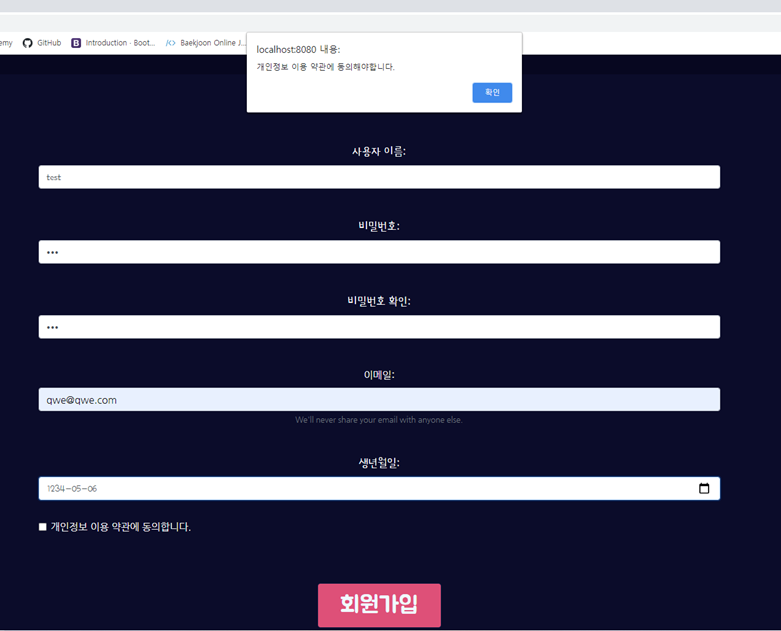 emy GitHub Introduction · Boot... Baekjoon Online J...
localhost:8080 내용:
개인정보 이용 약관에 동의해야합니다.
확인
사용자 이름:
test
비밀번호:
•••
비밀번호 확인:
•••
이메일:
qwe@qwe.com
We'll never share your email with anyone else.
생년월일:
1234-05-06
개인정보 이용 약관에 동의합니다.
회원가입